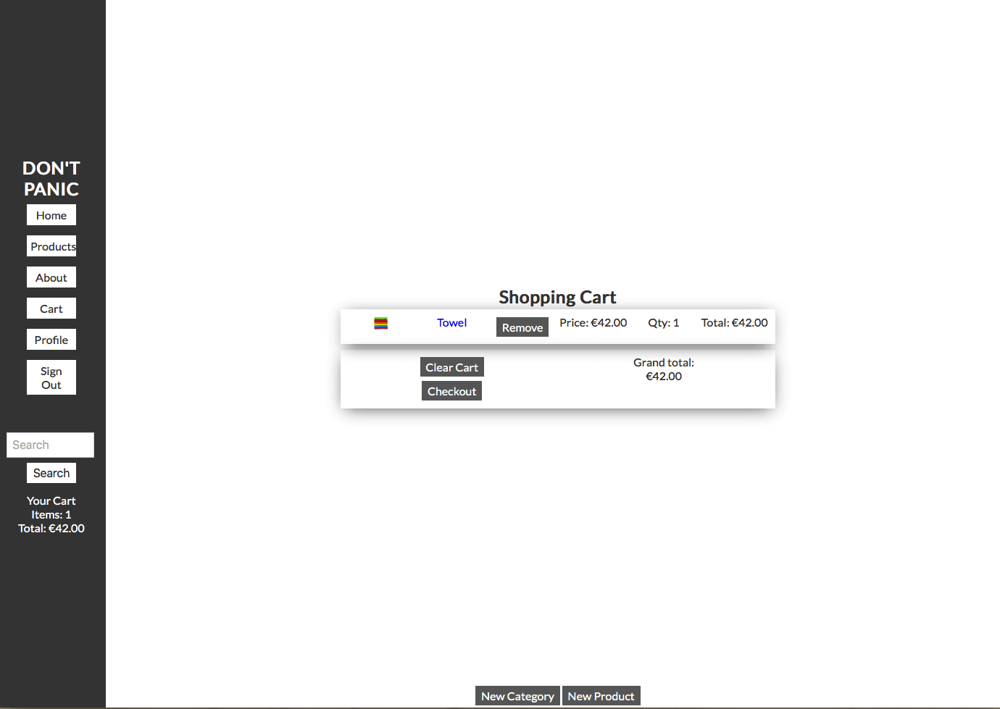 DON'T
PANIC
Home
Products
About
Cart
Profile
Sign
Out
Search
Search
Your Cart
Items: 1
Total: €42.00
Shopping Cart
Towel Remove Price: €42.00 Qty: 1 Total: €42.00
Clear Cart Grand total:
€42.00
Checkout
New Category New Product